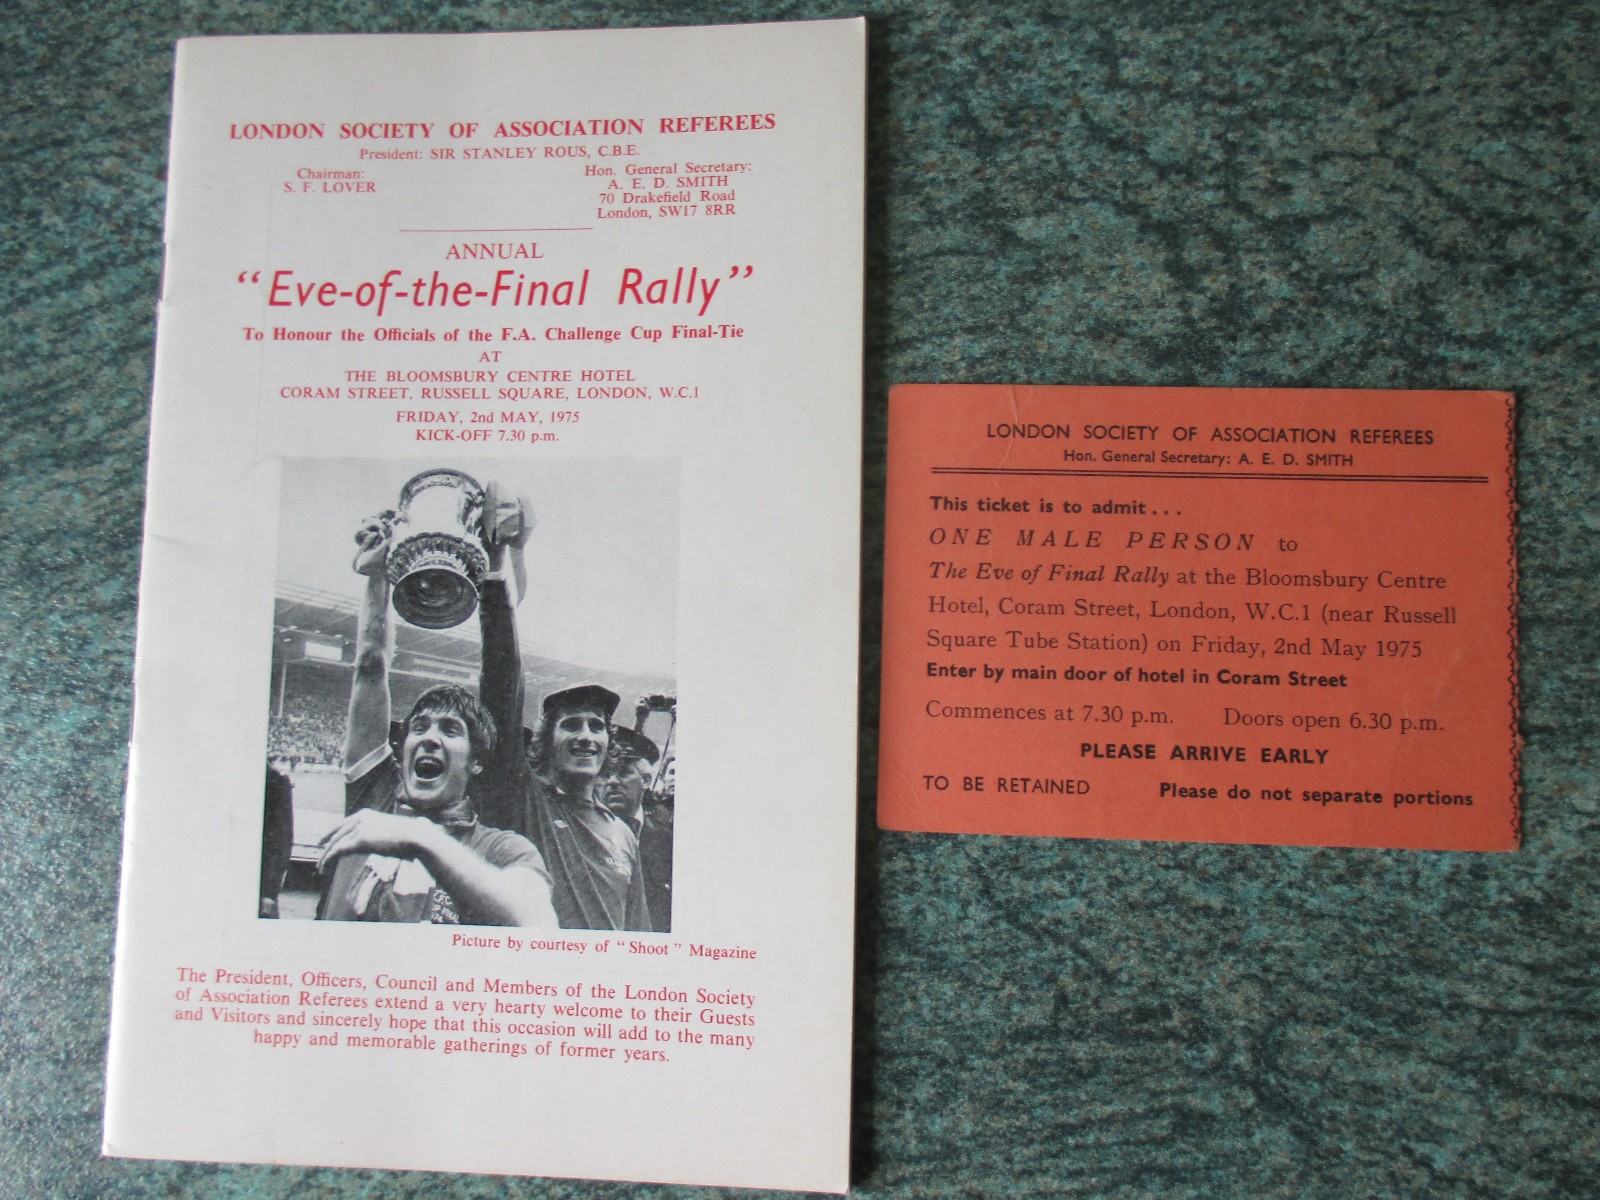 LONDON SOCIETY OF ASSOCIATION REFEREES
President: SIR STANLEY ROUS, C.B.E.
Chairman:
S. F. LOVER
Hon. General Secretary:
A. E. D. SMITH
70 Drakefield Road
London, SW17 8RR
ANNUAL
"Eve-of-the-Final Rally"
To Honour the Officials of the F.A. Challenge Cup Final-Tie
AT
THE BLOOMSBURY CENTRE HOTEL
CORAM STREET, RUSSELL SQUARE, LONDON, W.C.1
FRIDAY, 2nd MAY, 1975
KICK-OFF 7.30 p.m.
Picture by courtesy of "Shoot" Magazine
The President, Officers, Council and Members of the London Society
of Association Referees extend a very hearty welcome to their Guests
and Visitors and sincerely hope that this occasion will add to the many
happy and memorable gatherings of former years.
LONDON SOCIETY OF ASSOCIATION REFEREES
Hon. General Secretary: A. E. D. SMITH
This ticket is to admit...
ONE MALE PERSON to
The Eve of Final Rally at the Bloomsbury Centre
Hotel, Coram Street, London, W.C.1 (near Russell
Square Tube Station) on Friday, 2nd May 1975
Enter by main door of hotel in Coram Street
Commences at 7.30 p.m. Doors open 6.30 p.m.
PLEASE ARRIVE EARLY
TO BE RETAINED Please do not separate portions